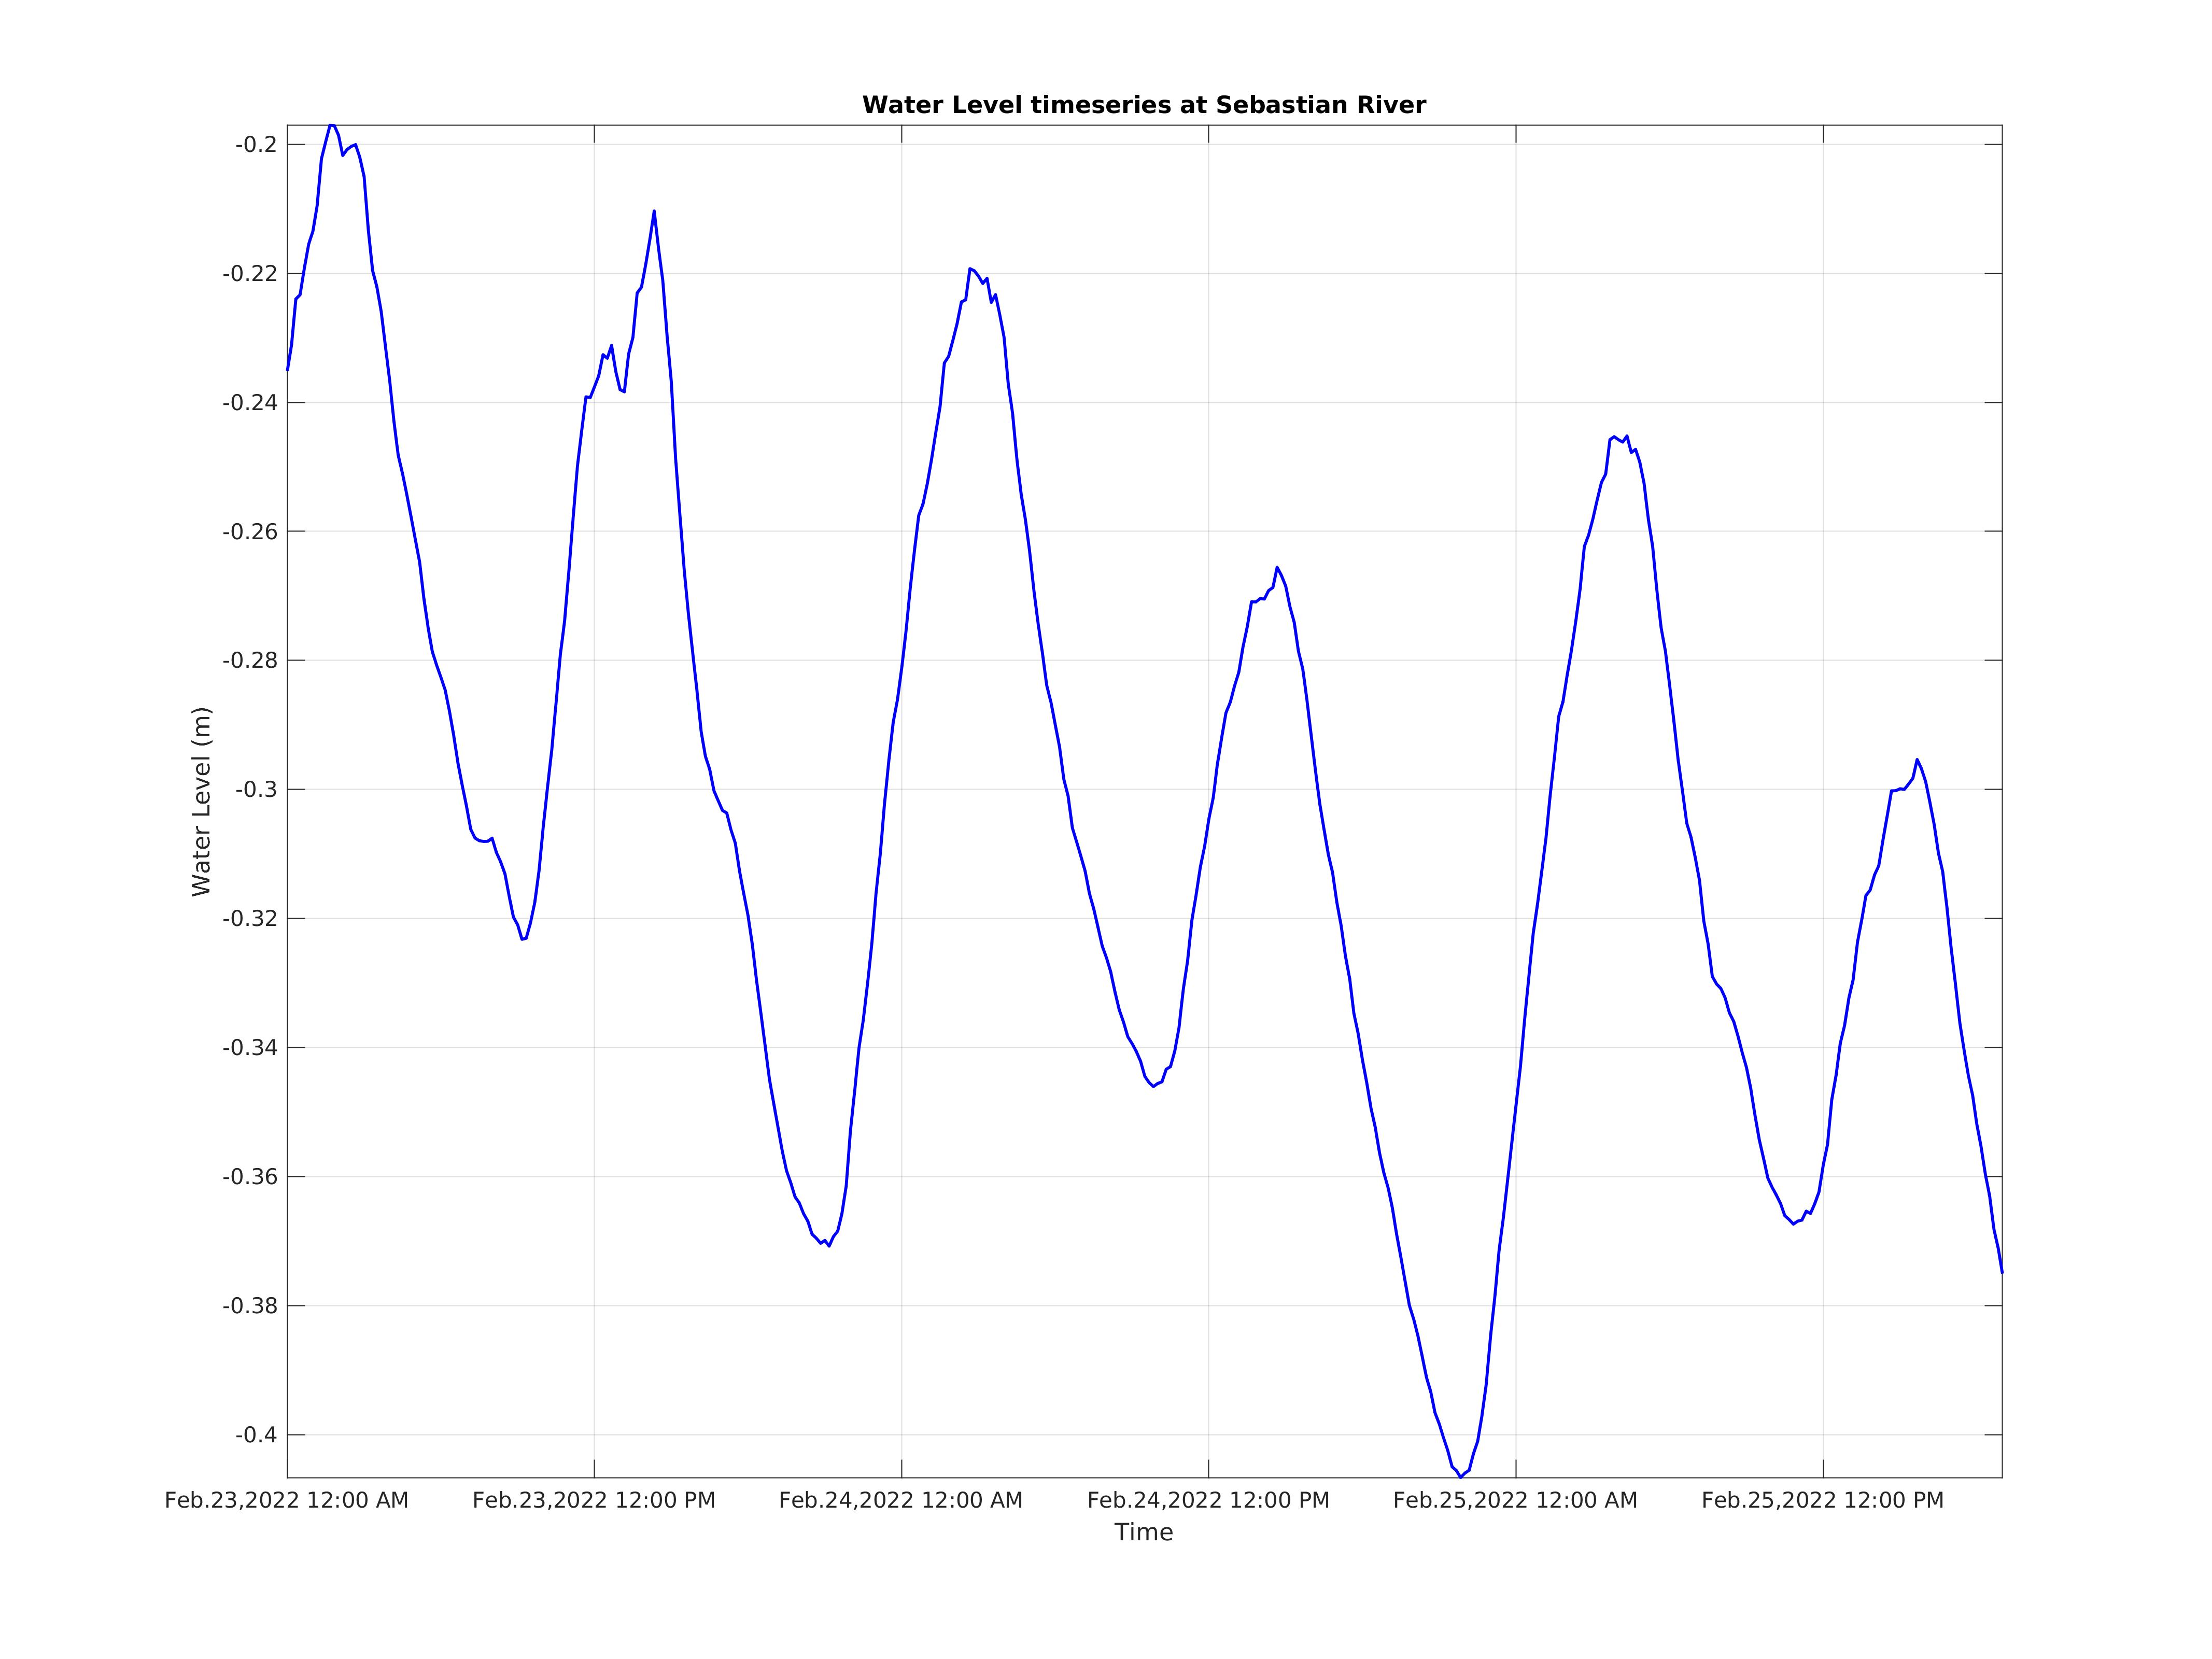 Water Level timeseries at Sebastian River
-0.2
-0.22
-0.24
-0.26
-0.28
-0.3
-0.32
-0.34
-0.36
-0.38
-0.4
Water Level (m)
Feb.23,2022 12:00 AM Feb.23,2022 12:00 PM Feb.24,2022 12:00 AM Feb.24,2022 12:00 PM Feb.25,2022 12:00 AM Feb.25,2022 12:00 PM
Time